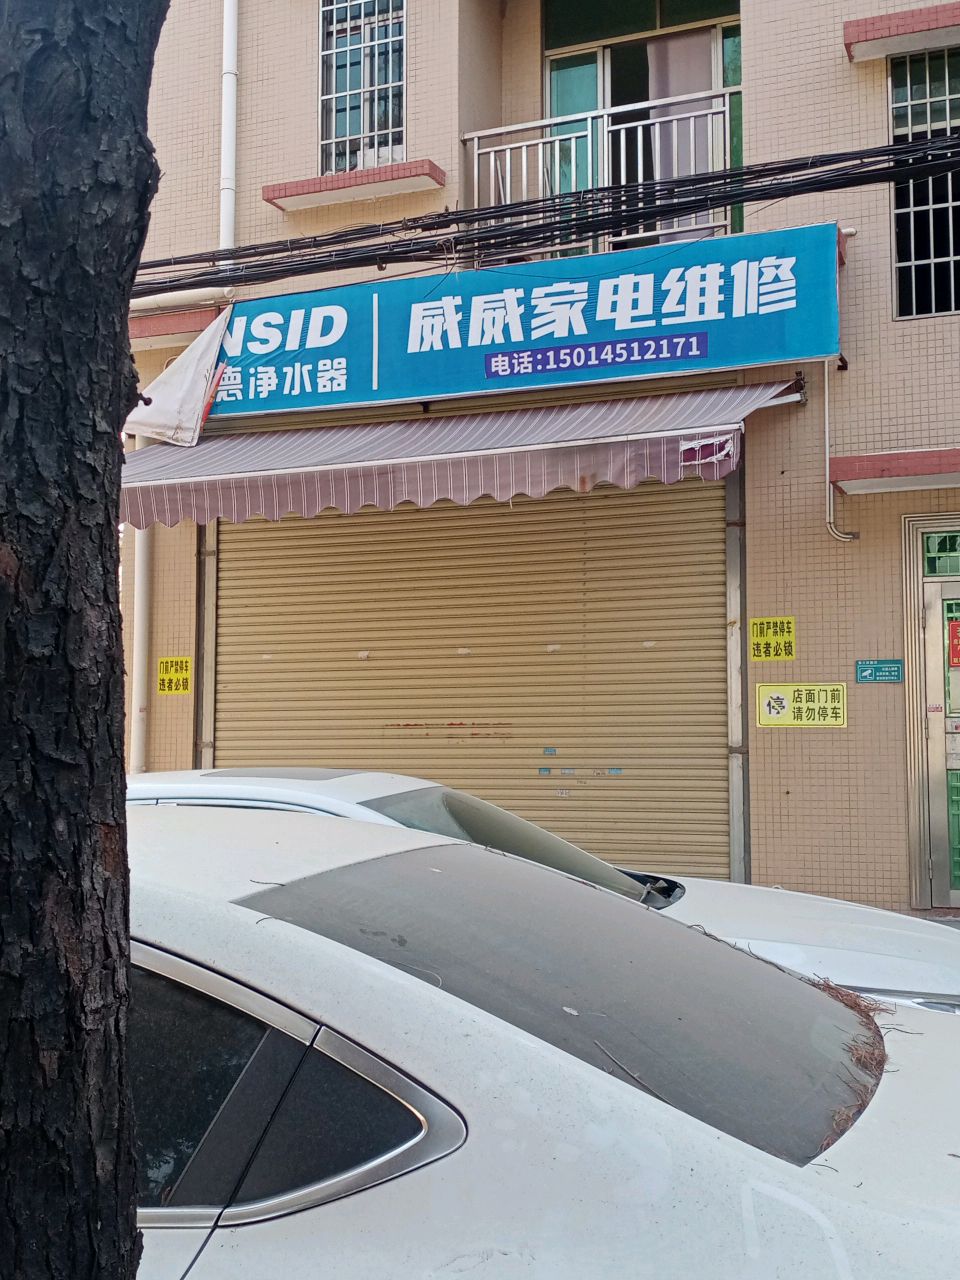 NSID
德净水器
威威家电维修
电话:15014512171
门前严禁停车
违者必锁
门前严禁停车
违者必锁
停
店面门前
请勿停车